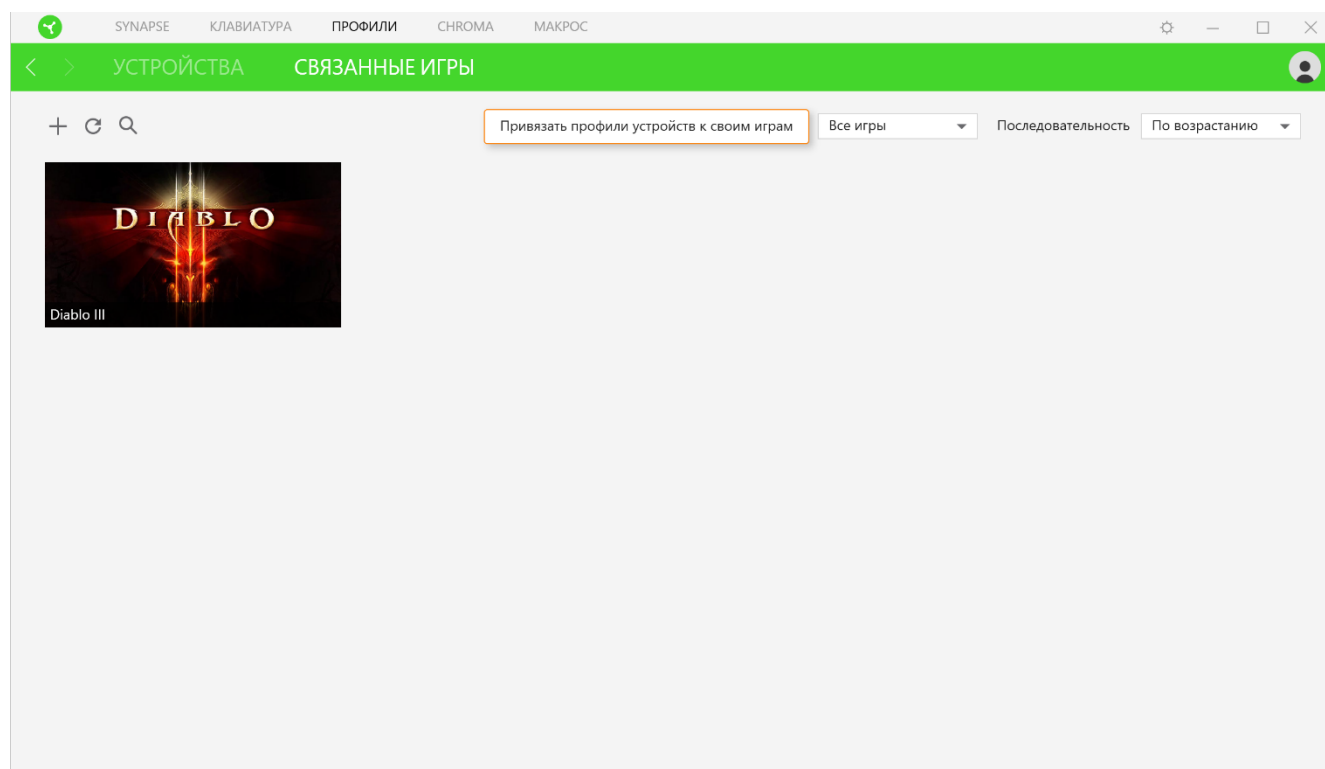 SYNAPSE КЛАВИАТУРА ПРОФИЛИ CHROMA МАКРОС
УСТРОЙСТВА СВЯЗАННЫЕ ИГРЫ
Привязать профили устройств к своим играм Все игры Последовательность По возрастанию
DIABLO
Diablo III